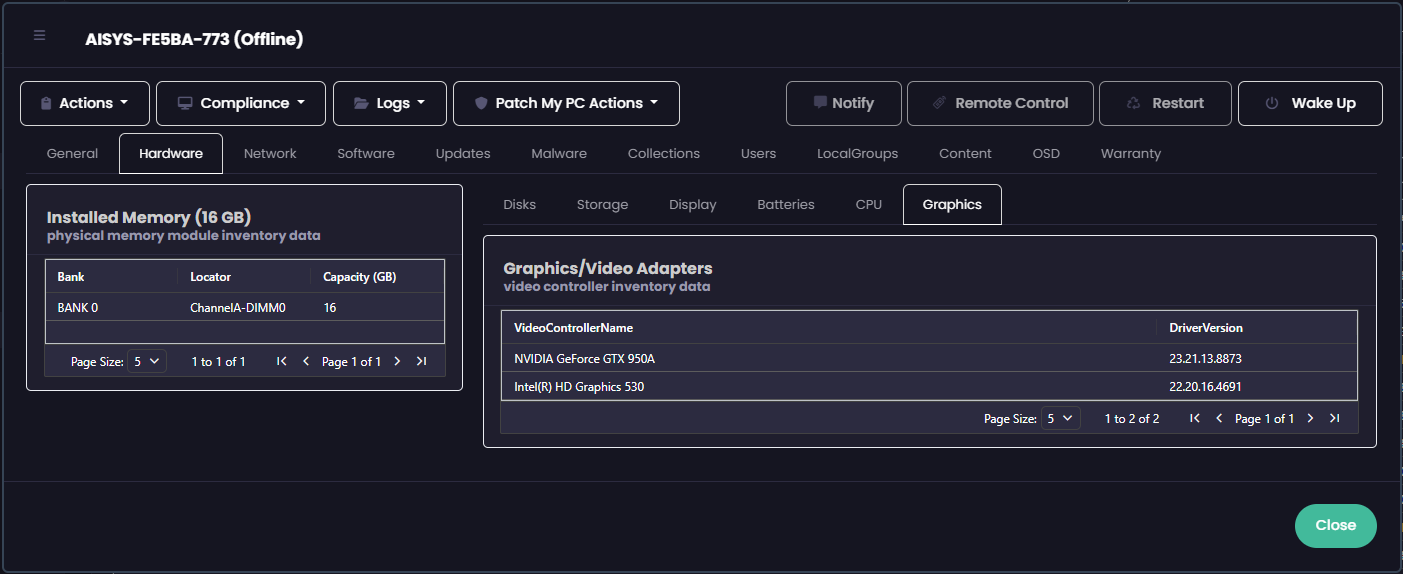 AISYS-FE5BA-773 (Offline)
Actions
Compliance
Logs
Patch My PC Actions
Notify
Remote Control
Restart
Wake Up
General
Hardware
Network
Software
Updates
Malware
Collections
Users
LocalGroups
Content
OSD
Warranty
Installed Memory (16 GB)
physical memory module inventory data
Bank Locator Capacity (GB)
BANK 0 ChannelA-DIMM0 16
Page Size: 5 1 to 1 of 1 Page 1 of 1
Disks
Storage
Display
Batteries
CPU
Graphics
Graphics/Video Adapters
video controller inventory data
VideoControllerName DriverVersion
NVIDIA GeForce GTX 950A 23.21.13.8873
Intel(R) HD Graphics 530 22.20.16.4691
Page Size: 5 1 to 2 of 2 Page 1 of 1
Close